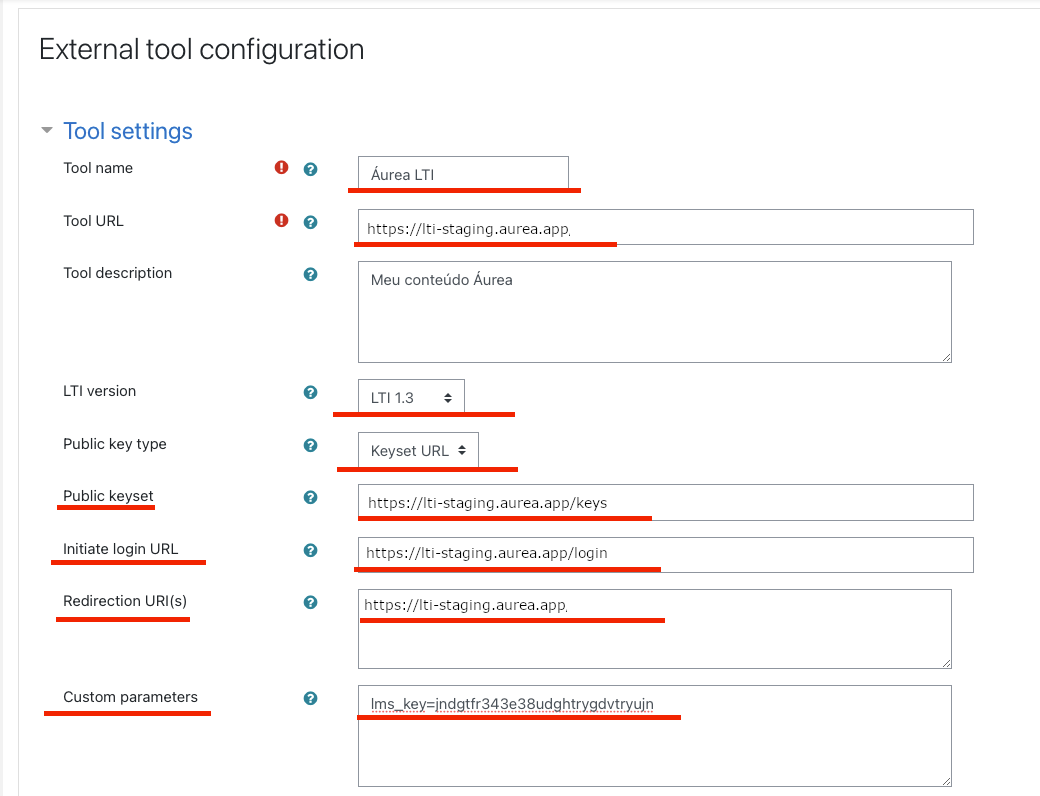 External tool configuration
Tool settings
Tool name
Áurea LTI
Tool URL
https://lti-staging.aurea.app
Tool description
Meu conteúdo Áurea
LTI version
LTI 1.3
Public key type
Keyset URL
Public keyset
https://lti-staging.aurea.app/keys
Initiate login URL
https://lti-staging.aurea.app/login
Redirection URI(s)
https://lti-staging.aurea.app
Custom parameters
lms_key=jndgtfr343e38udghtrygdvtryujn